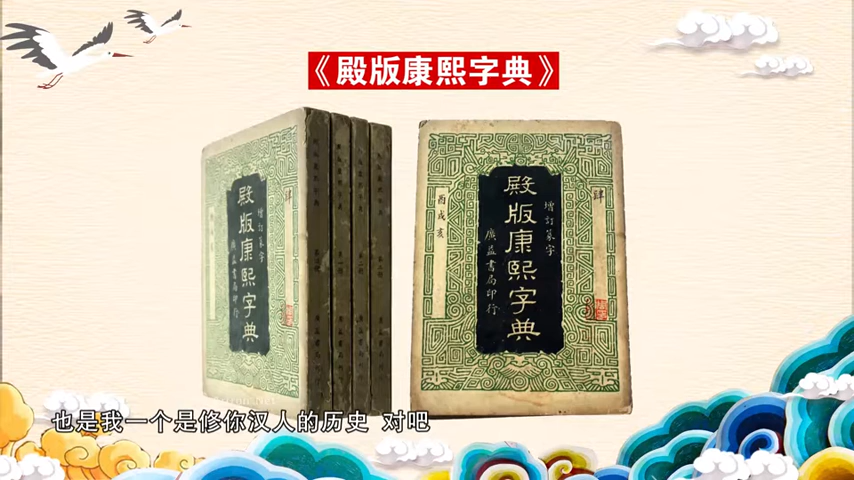 《殿版康熙字典》
殿版康熙字典
增訂篆字
廣益書局印行
肆
殿版康熙字典
增訂篆字
廣益書局印行
酉戌亥
肆
也是我一个是修你汉人的历史 对吧